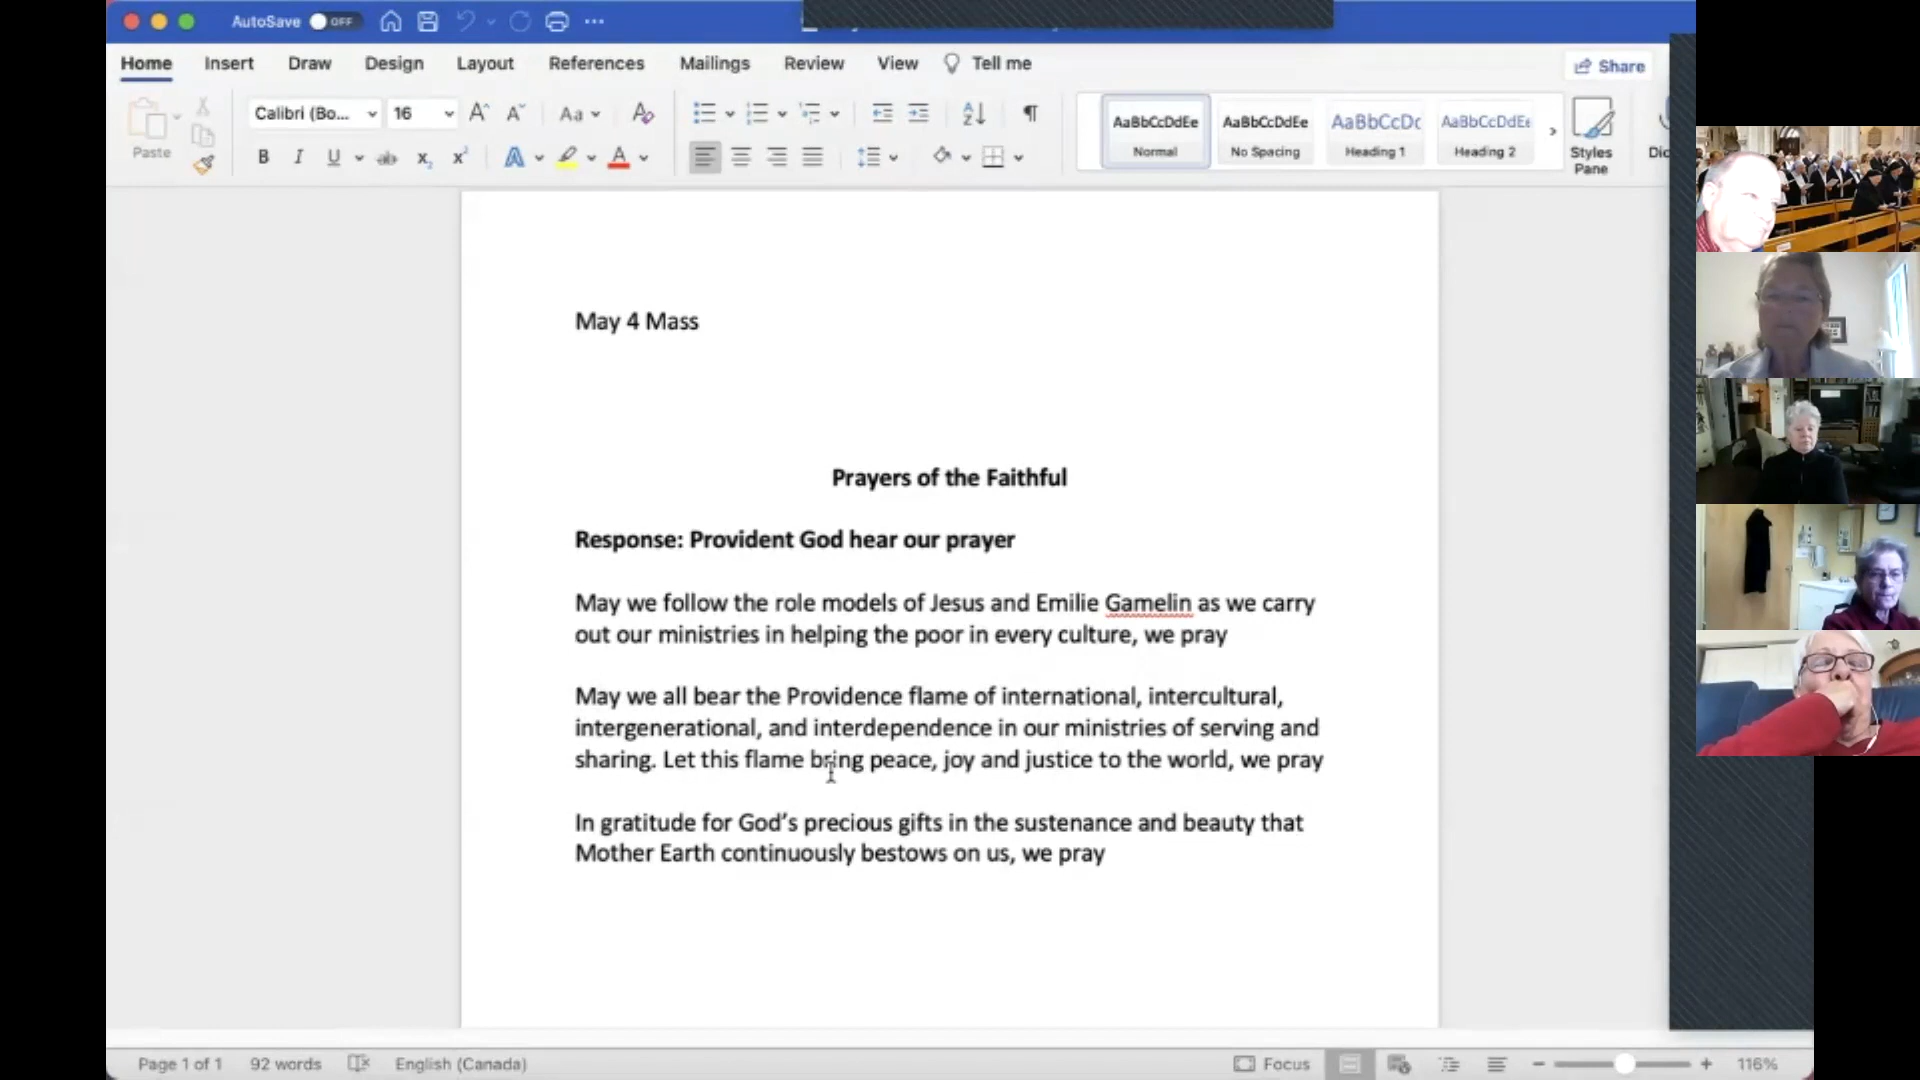 AutoSave OFF
Home Insert Draw Design Layout References Mailings Review View Tell me Share
Paste Calibri (Bo... 16 Aa AaBbCcDdEe Normal AaBbCcDdEe No Spacing AaBbCcDc Heading 1 AaBbCcDdEe Heading 2 Styles Pane
May 4 Mass
Prayers of the Faithful
Response: Provident God hear our prayer
May we follow the role models of Jesus and Emilie Gamelin as we carry
out our ministries in helping the poor in every culture, we pray
May we all bear the Providence flame of international, intercultural,
intergenerational, and interdependence in our ministries of serving and
sharing. Let this flame bring peace, joy and justice to the world, we pray
In gratitude for God's precious gifts in the sustenance and beauty that
Mother Earth continuously bestows on us, we pray
Page 1 of 1 92 words English (Canada) Focus 116%